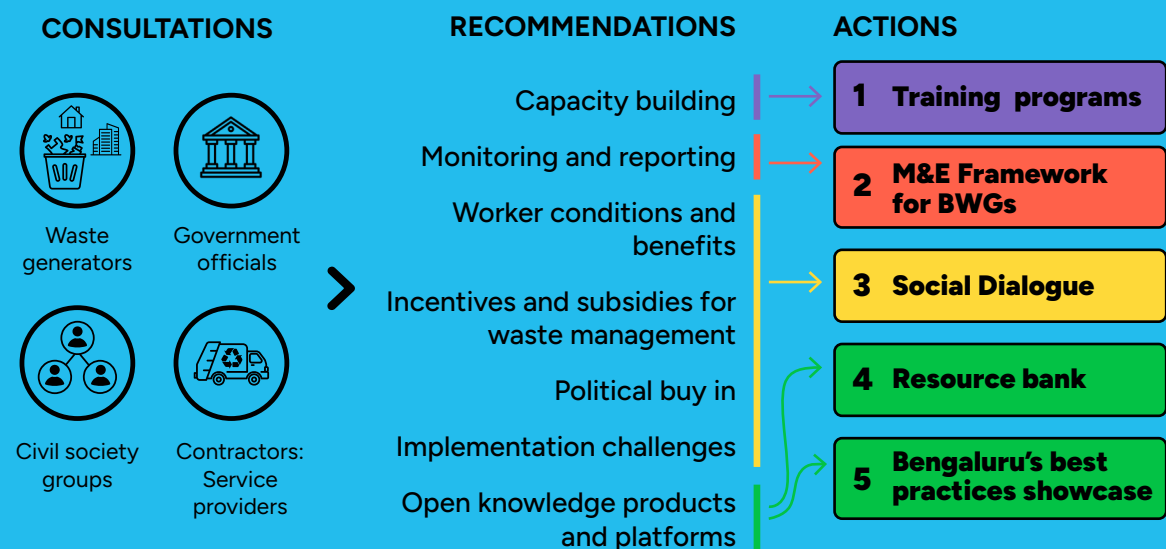 CONSULTATIONS
Waste
generators
Government
officials
Civil society
groups
Contractors:
Service
providers
RECOMMENDATIONS
Capacity building
Monitoring and reporting
Worker conditions and
benefits
Incentives and subsidies for
waste management
Political buy in
Implementation challenges
Open knowledge products
and platforms
ACTIONS
1 Training programs
2 M&E Framework
for BWGs
3 Social Dialogue
4 Resource bank
5 Bengaluru's best
practices showcase